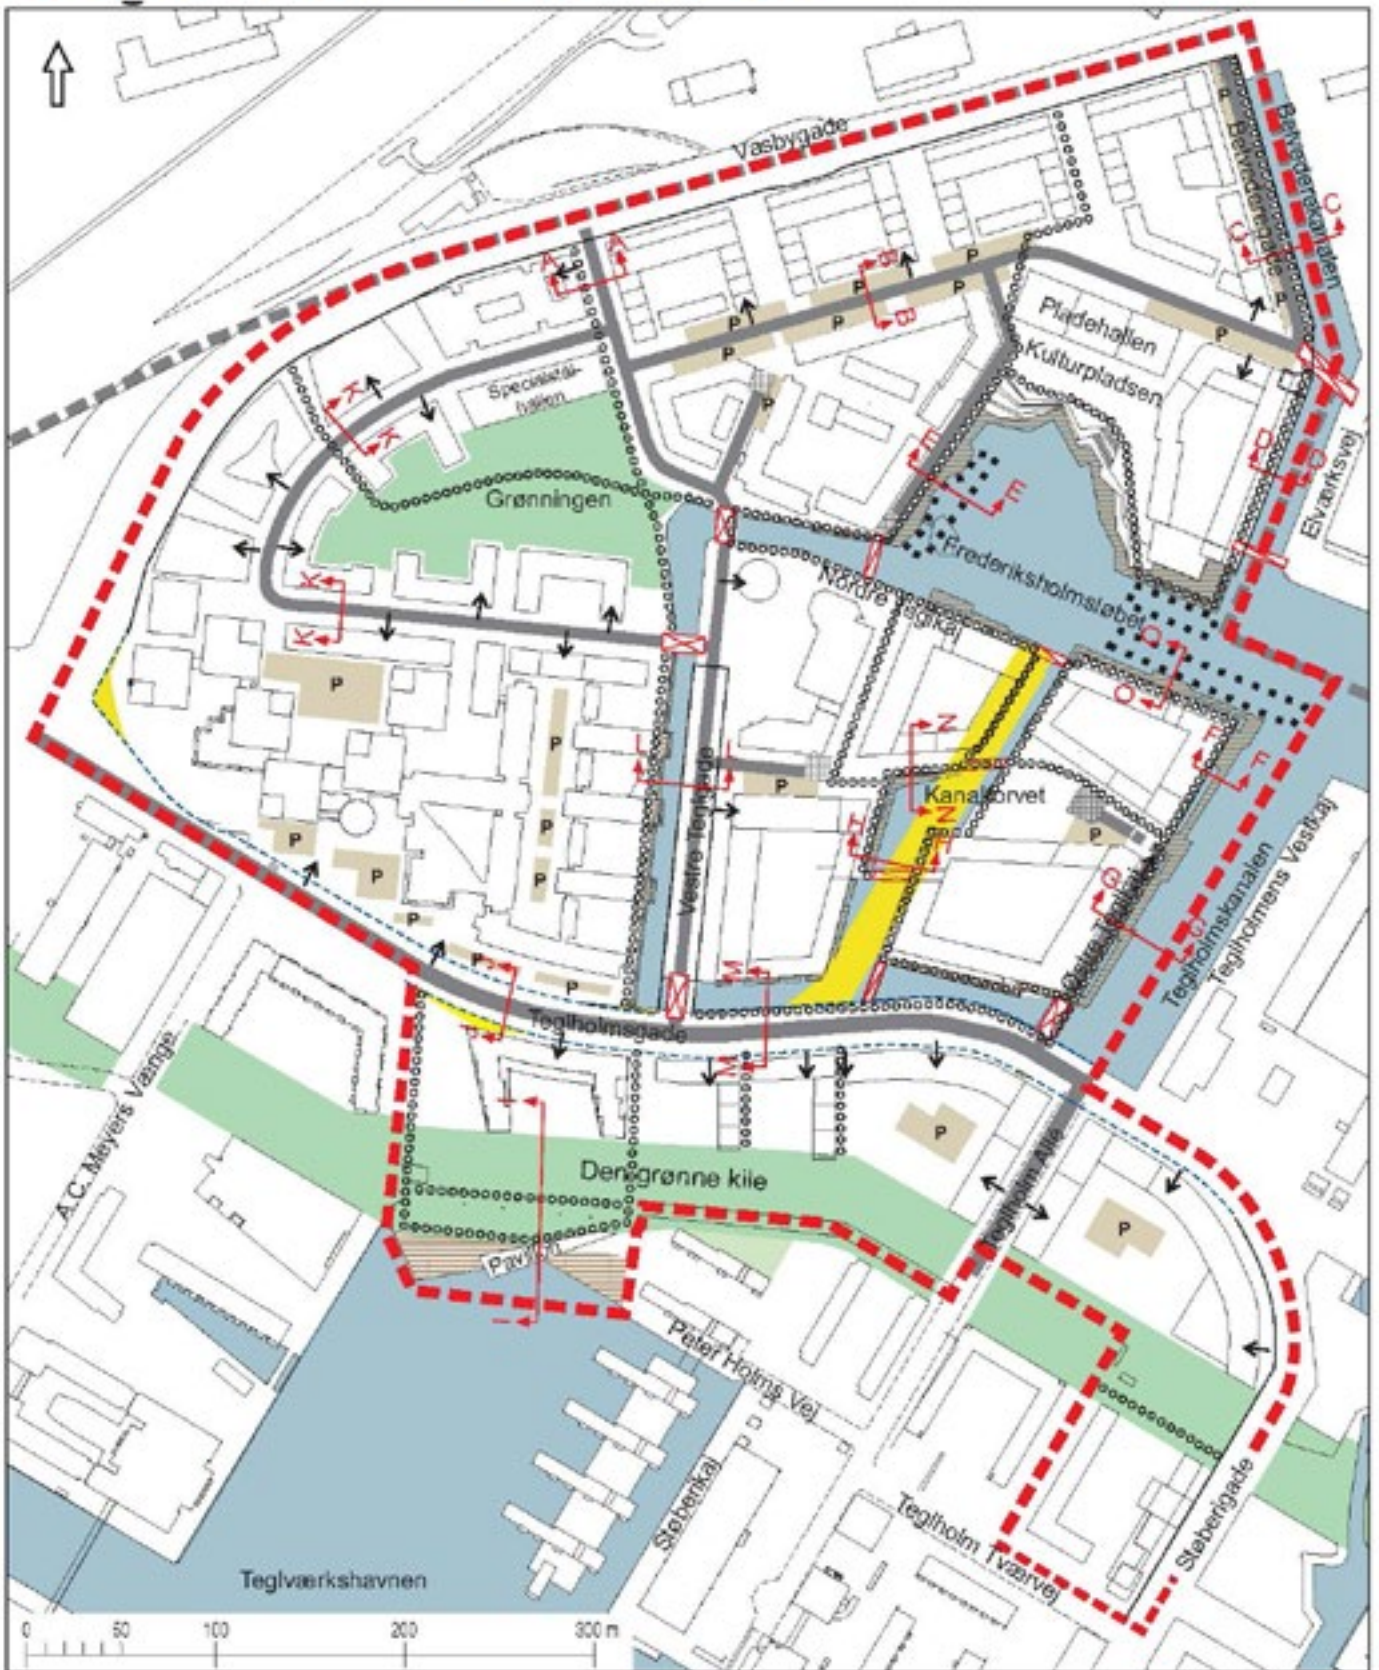 Vasbygade
Belvederekanalen
Belvederegade
A
A
C
C
P
B
B
P
P
P
P
P
P
P
P
P
Pladehallen
Kulturpladsen
Specialstål-
hallen
K
K
D
D
Elværksvej
E
E
Grønningen
Frederiksholmsløbet
Nordre Teglkaj
K
K
O
O
P
P
P
P
P
P
P
P
P
L
L
N
N
F
F
Vestre Teglgade
P
Kanaltorvet
H
H
P
G
G
Teglholmskanalen
Teglholmens Vestkaj
J
J
M
M
Teglholmsgade
A.C. Meyers Vænge
Den grønne kile
P
P
Teglholm Allé
I
I
Pavillon
Peter Holms Vej
Støberikaj
Teglholm Tværvej
Støberigade
Teglværkshavnen
0 50 100 200 300 m